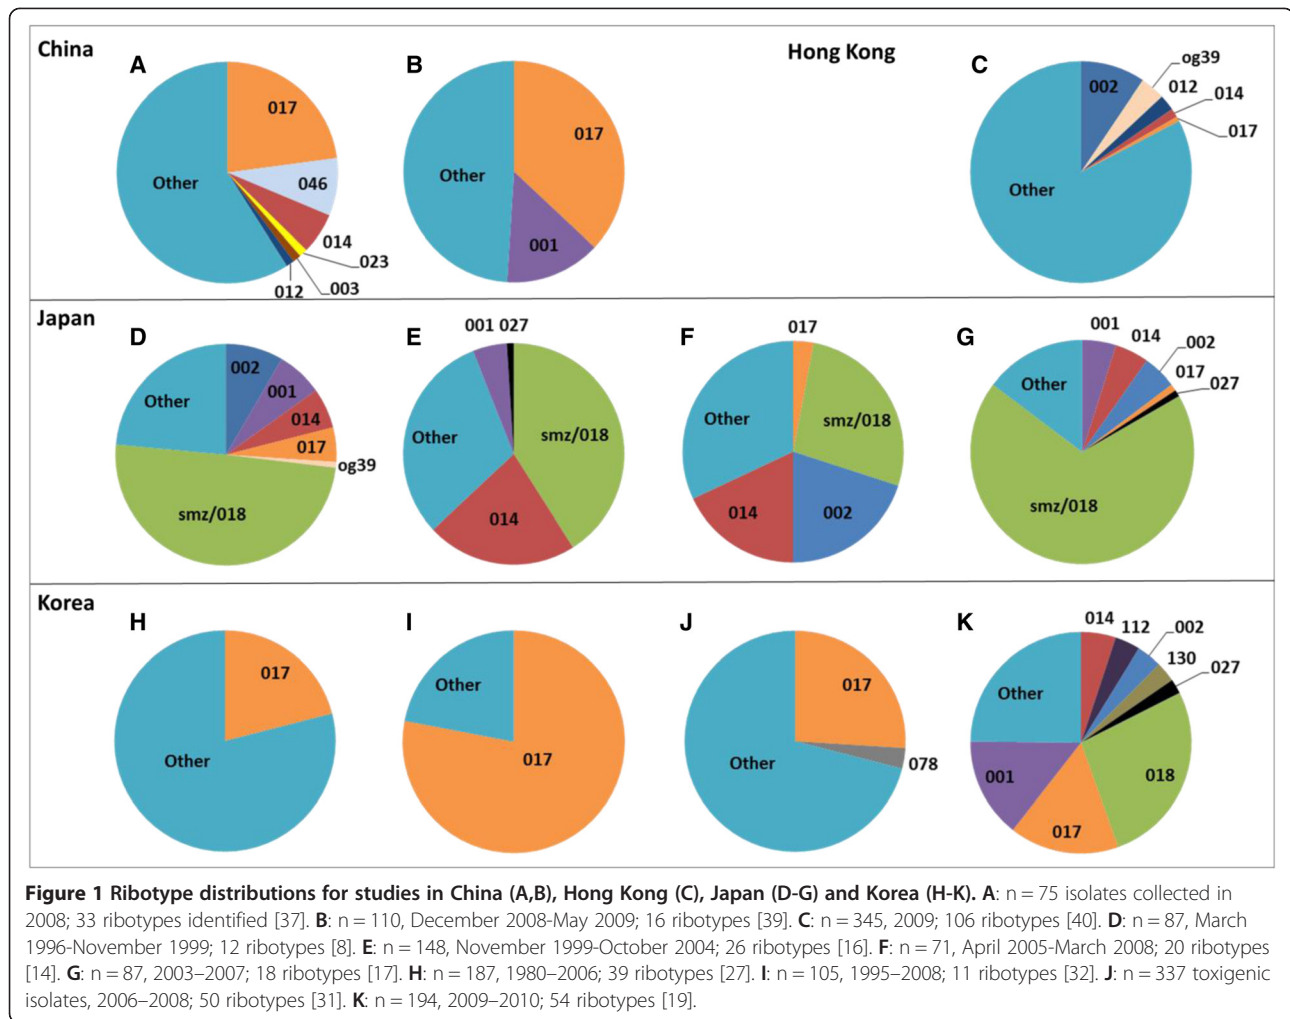 China
Hong Kong
A
017
046
014
023
003
012
Other
B
017
001
Other
C
002
og39
012
014
017
Other
Japan
D
002
001
014
017
og39
smz/018
Other
E
001 027
smz/018
014
Other
F
017
smz/018
002
014
Other
G
001
014
002
017
027
smz/018
Other
Korea
H
017
Other
I
Other
017
J
017
078
Other
K
014
112
002
130
027
018
017
001
Other
Figure 1 Ribotype distributions for studies in China (A,B), Hong Kong (C), Japan (D-G) and Korea (H-K). A: n = 75 isolates collected in
2008; 33 ribotypes identified [37]. B: n = 110, December 2008-May 2009; 16 ribotypes [39]. C: n = 345, 2009; 106 ribotypes [40]. D: n = 87, March
1996-November 1999; 12 ribotypes [8]. E: n = 148, November 1999-October 2004; 26 ribotypes [16]. F: n = 71, April 2005-March 2008; 20 ribotypes
[14]. G: n = 87, 2003–2007; 18 ribotypes [17]. H: n = 187, 1980–2006; 39 ribotypes [27]. I: n = 105, 1995–2008; 11 ribotypes [32]. J: n = 337 toxigenic
isolates, 2006–2008; 50 ribotypes [31]. K: n = 194, 2009–2010; 54 ribotypes [19].